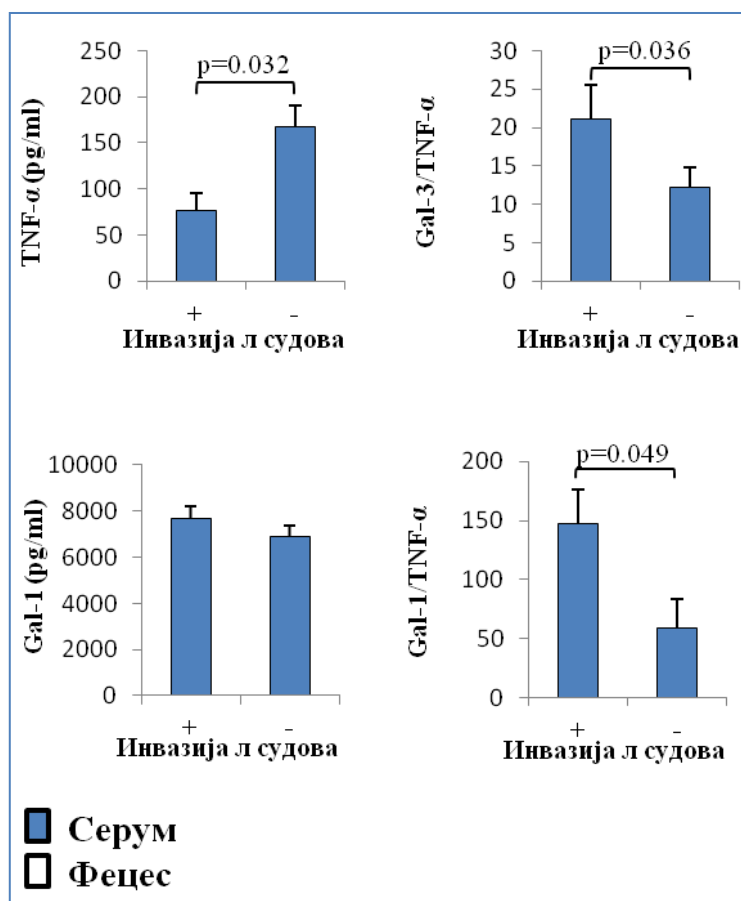 TNF-α (pg/ml)
250
200
150
100
50
0
p=0.032
+ -
Инвазија л судова
Gal-3/TNF-α
30
25
20
15
10
5
0
p=0.036
+ -
Инвазија л судова
Gal-1 (pg/ml)
10000
8000
6000
4000
2000
0
+ -
Инвазија л судова
Gal-1/TNF-α
200
150
100
50
0
p=0.049
+ -
Инвазија л судова
Серум
Фецес